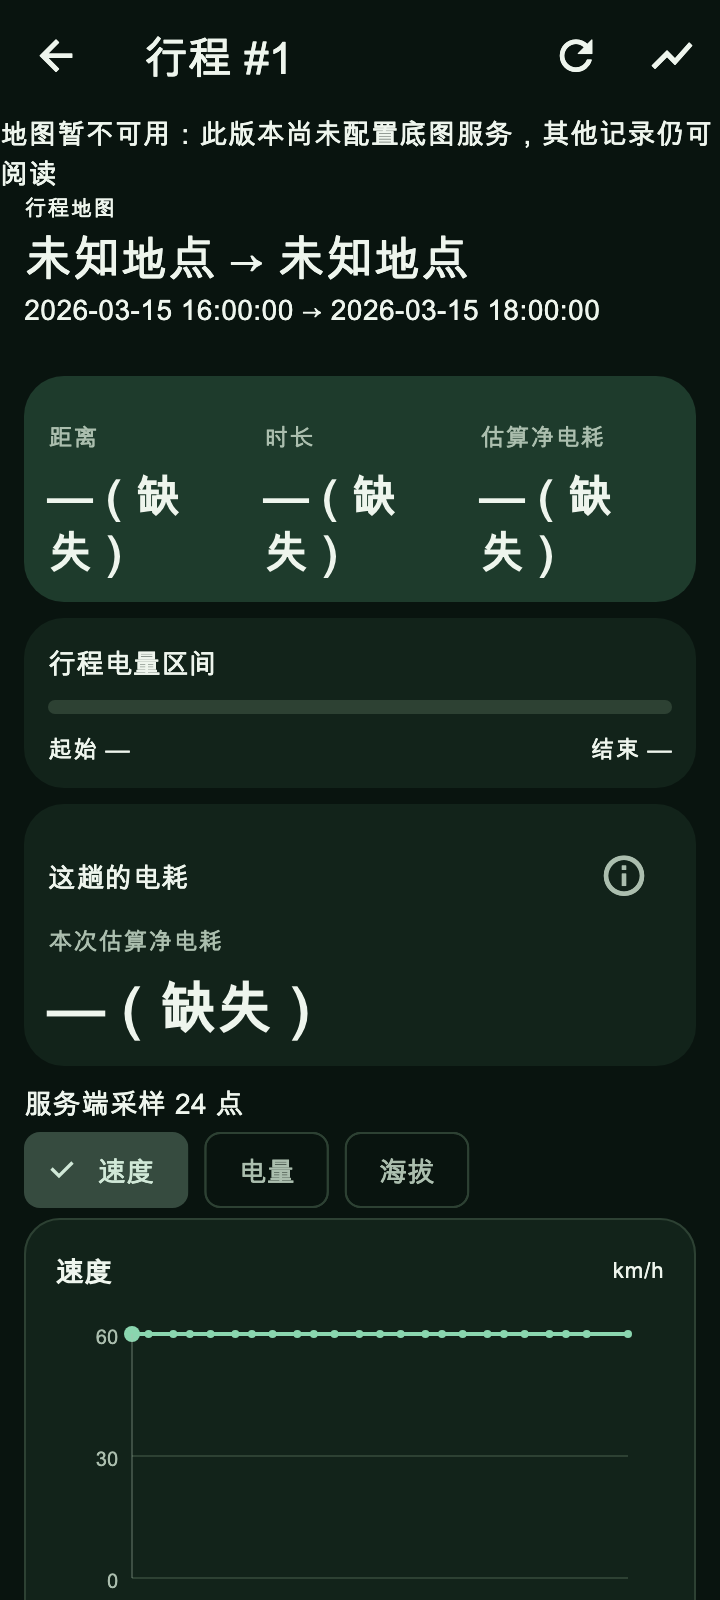 行程 #1
地图暂不可用：此版本尚未配置底图服务，其他记录仍可
阅读
行程地图
未知地点 → 未知地点
2026-03-15 16:00:00 → 2026-03-15 18:00:00
距离 时长 估算净电耗
—（缺 —（缺 —（缺
失） 失） 失）
行程电量区间
起始 — 结束 —
这趟的电耗
本次估算净电耗
—（缺失）
服务端采样 24 点
速度 电量 海拔
速度 km/h
60
30
0